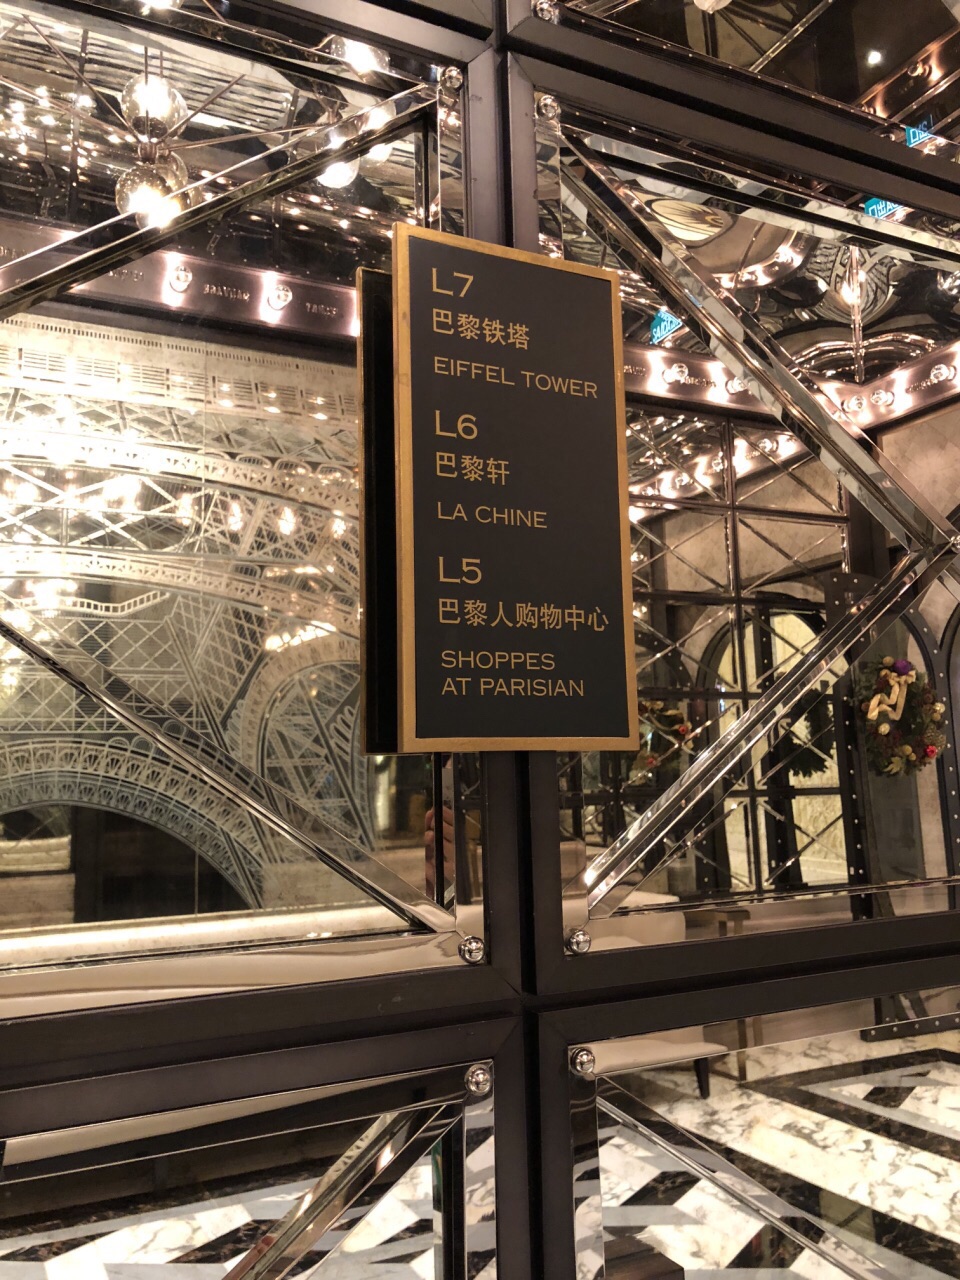 L7
巴黎铁塔
EIFFEL TOWER
L6
巴黎轩
LA CHINE
L5
巴黎人购物中心
SHOPPES
AT PARISIAN